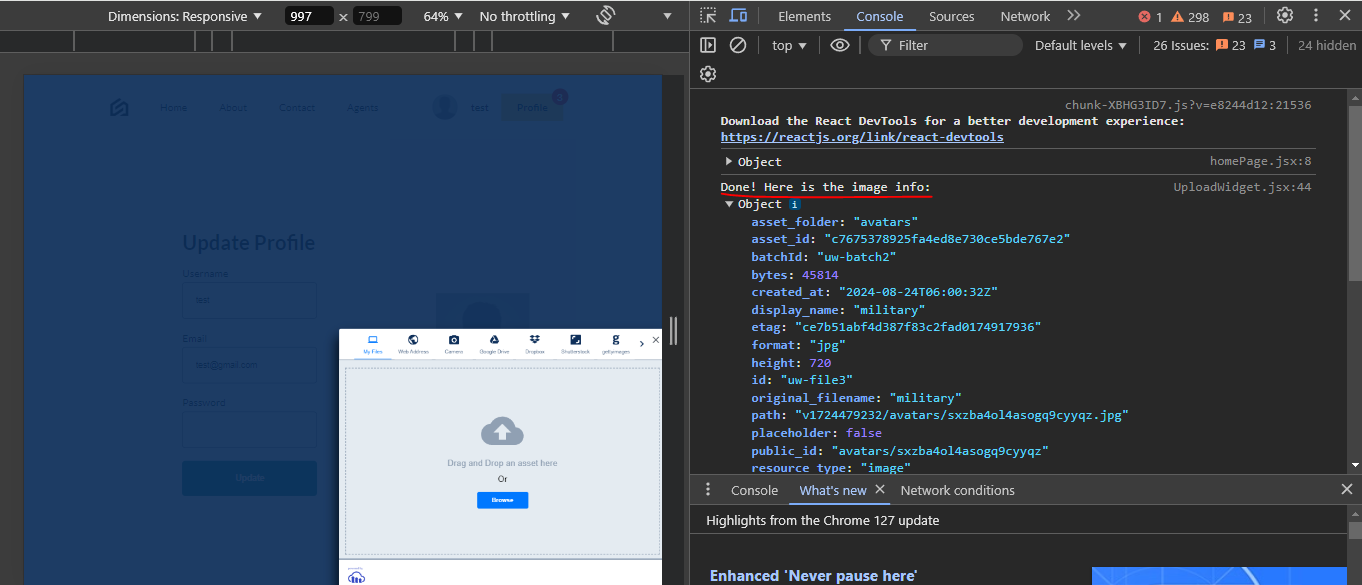 Dimensions: Responsive ▼ 997 x 799 64% ▼ No throttling ▼
Elements Console Sources Network 1 298 23
top ▼ Filter Default levels ▼ 26 Issues: 23 3 24 hidden
Home About Contact Agents test Profile
Update Profile
Username
test
Email
test@gmail.com
Password
Update
My Files Web Address Camera Google Drive Dropbox Shutterstock gettyimages
Drag and Drop an asset here
Or
Browse
chunk-XBHG3ID7.js?v=e8244d12:21536
Download the React DevTools for a better development experience:
https://reactjs.org/link/react-devtools
Object homePage.jsx:8
Done! Here is the image info: UploadWidget.jsx:44
Object i
asset_folder: "avatars"
asset_id: "c7675378925fa4ed8e730ce5bde767e2"
batchId: "uw-batch2"
bytes: 45814
created_at: "2024-08-24T06:00:32Z"
display_name: "military"
etag: "ce7b51abf4d387f83c2fad0174917936"
format: "jpg"
height: 720
id: "uw-file3"
original_filename: "military"
path: "v1724479232/avatars/sxzba4ol4asogq9cyyqz.jpg"
placeholder: false
public_id: "avatars/sxzba4ol4asogq9cyyqz"
resource_type: "image"
Console What's new Network conditions
Highlights from the Chrome 127 update
Enhanced 'Never pause here'